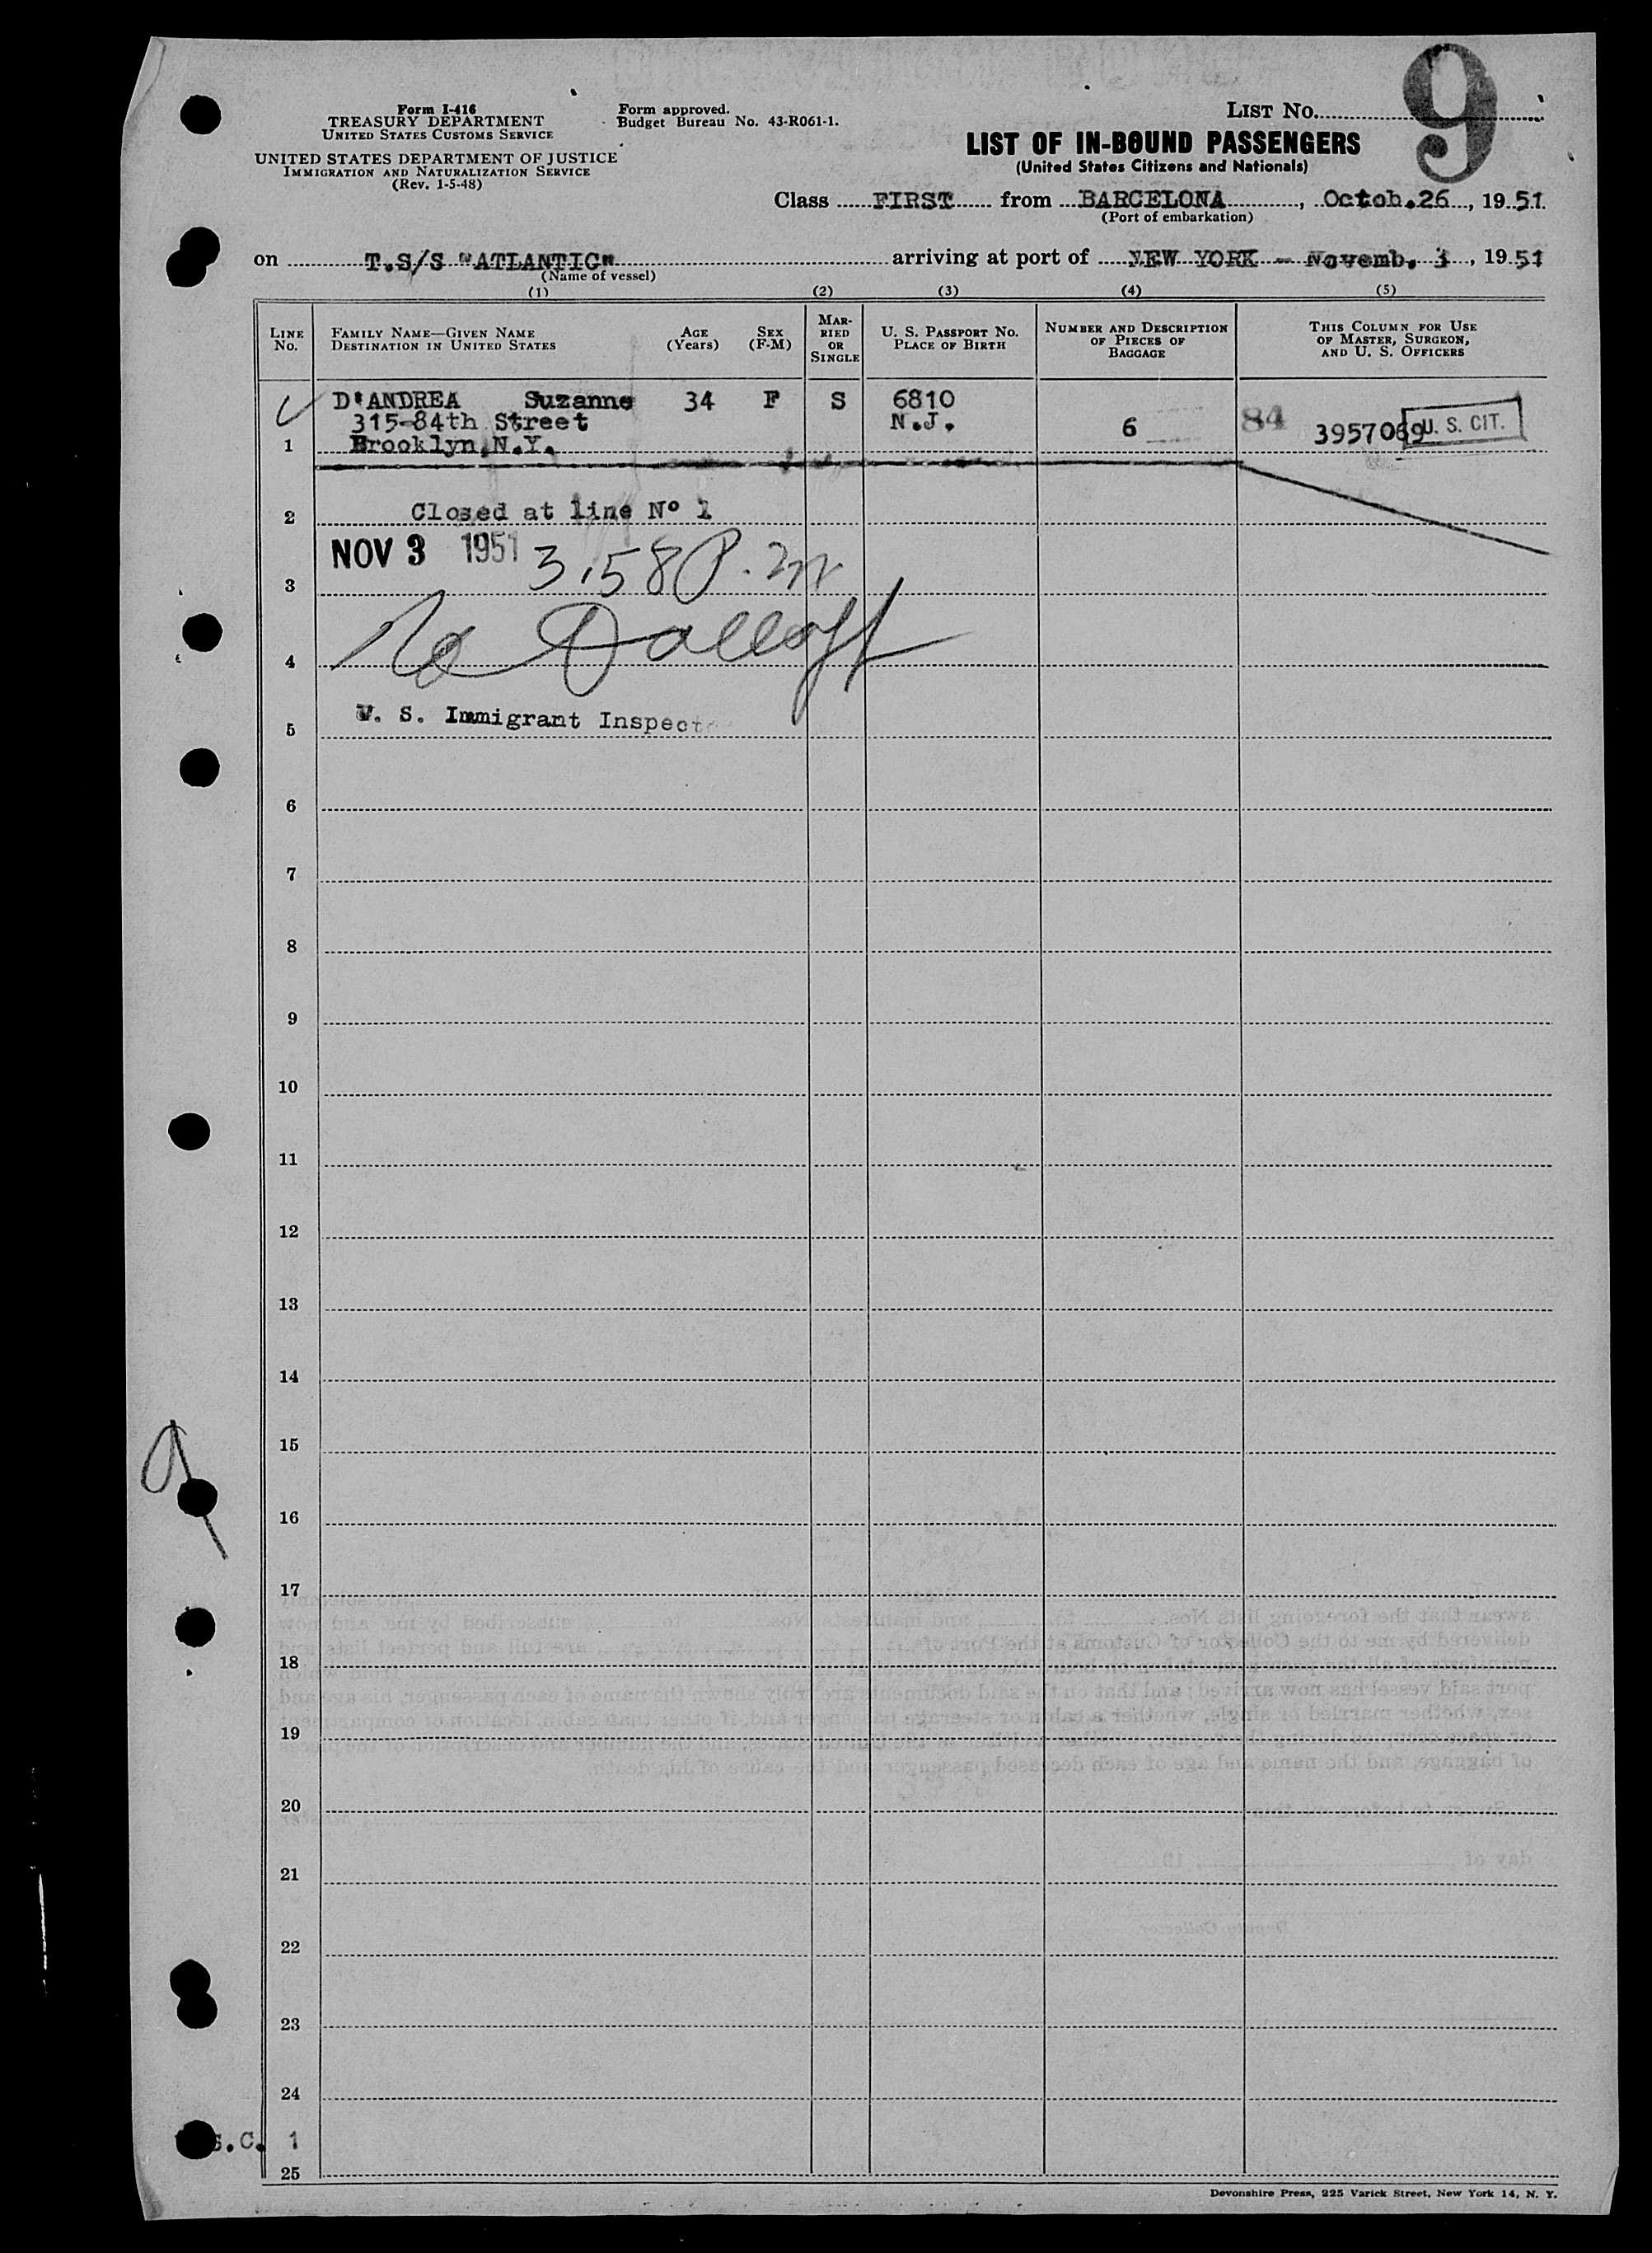 Form I-416
TREASURY DEPARTMENT
UNITED STATES CUSTOMS SERVICE
UNITED STATES DEPARTMENT OF JUSTICE
IMMIGRATION AND NATURALIZATION SERVICE
(Rev. 1-5-48)
Form approved.
Budget Bureau No. 43-R061-1.
LIST No. 9
LIST OF IN-BOUND PASSENGERS
(United States Citizens and Nationals)
Class FIRST from BARCELONA, Octob.26, 1951
(Port of embarkation)
on T.S/S "ATLANTIC" arriving at port of NEW YORK - Novemb. 3, 1951
(Name of vessel)
(1) (2) (3) (4) (5)
LINE No.
FAMILY NAME—GIVEN NAME
DESTINATION IN UNITED STATES
AGE (Years)
SEX (F-M)
MARRIED OR SINGLE
U. S. PASSPORT No.
PLACE OF BIRTH
NUMBER AND DESCRIPTION OF PIECES OF BAGGAGE
THIS COLUMN FOR USE OF MASTER, SURGEON, AND U. S. OFFICERS
D'ANDREA Suzanne 34 F S 6810
315-84th Street N.J. 6 84 3957069 U. S. CIT.
1 Brooklyn,N.Y.
2 Closed at line Nº 1
NOV 3 1951 3.58 P.m
3
4
U. S. Immigrant Inspect
5
6
7
8
9
10
11
12
13
14
15
16
17
18
19
20
21
22
23
24
S.C. 1
25
Devonshire Press, 225 Varick Street, New York 14, N. Y.